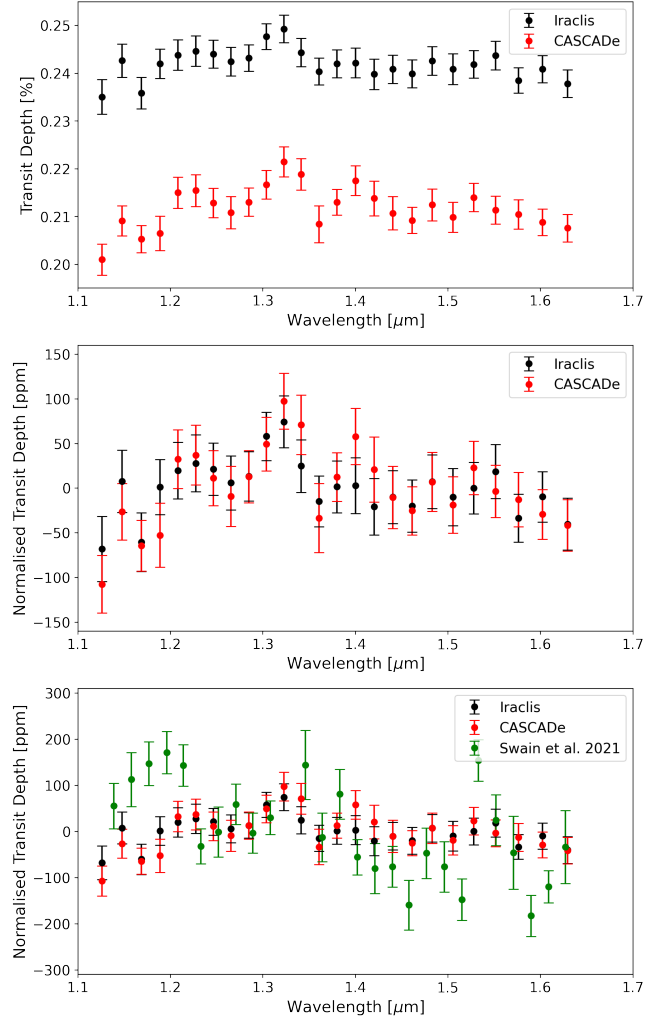 0.25
0.24
0.23
0.22
0.21
0.20
Transit Depth [%]
Iraclis
CASCADe
1.1 1.2 1.3 1.4 1.5 1.6 1.7
Wavelength [μm]
150
100
50
0
−50
−100
−150
Normalised Transit Depth [ppm]
Iraclis
CASCADe
1.1 1.2 1.3 1.4 1.5 1.6 1.7
Wavelength [μm]
300
200
100
0
−100
−200
−300
Normalised Transit Depth [ppm]
Iraclis
CASCADe
Swain et al. 2021
1.1 1.2 1.3 1.4 1.5 1.6 1.7
Wavelength [μm]